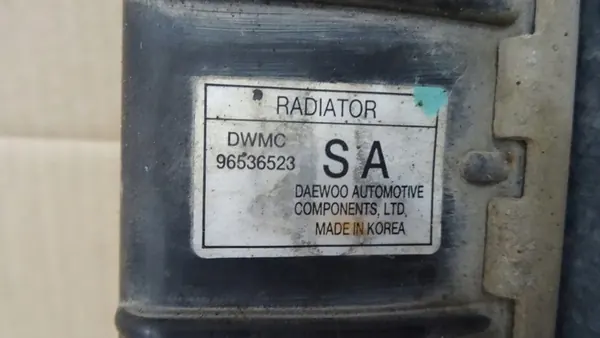 RADIATOR
DWMC
96536523
SA
DAEWOO AUTOMOTIVE
COMPONENTS, LTD.
MADE IN KOREA